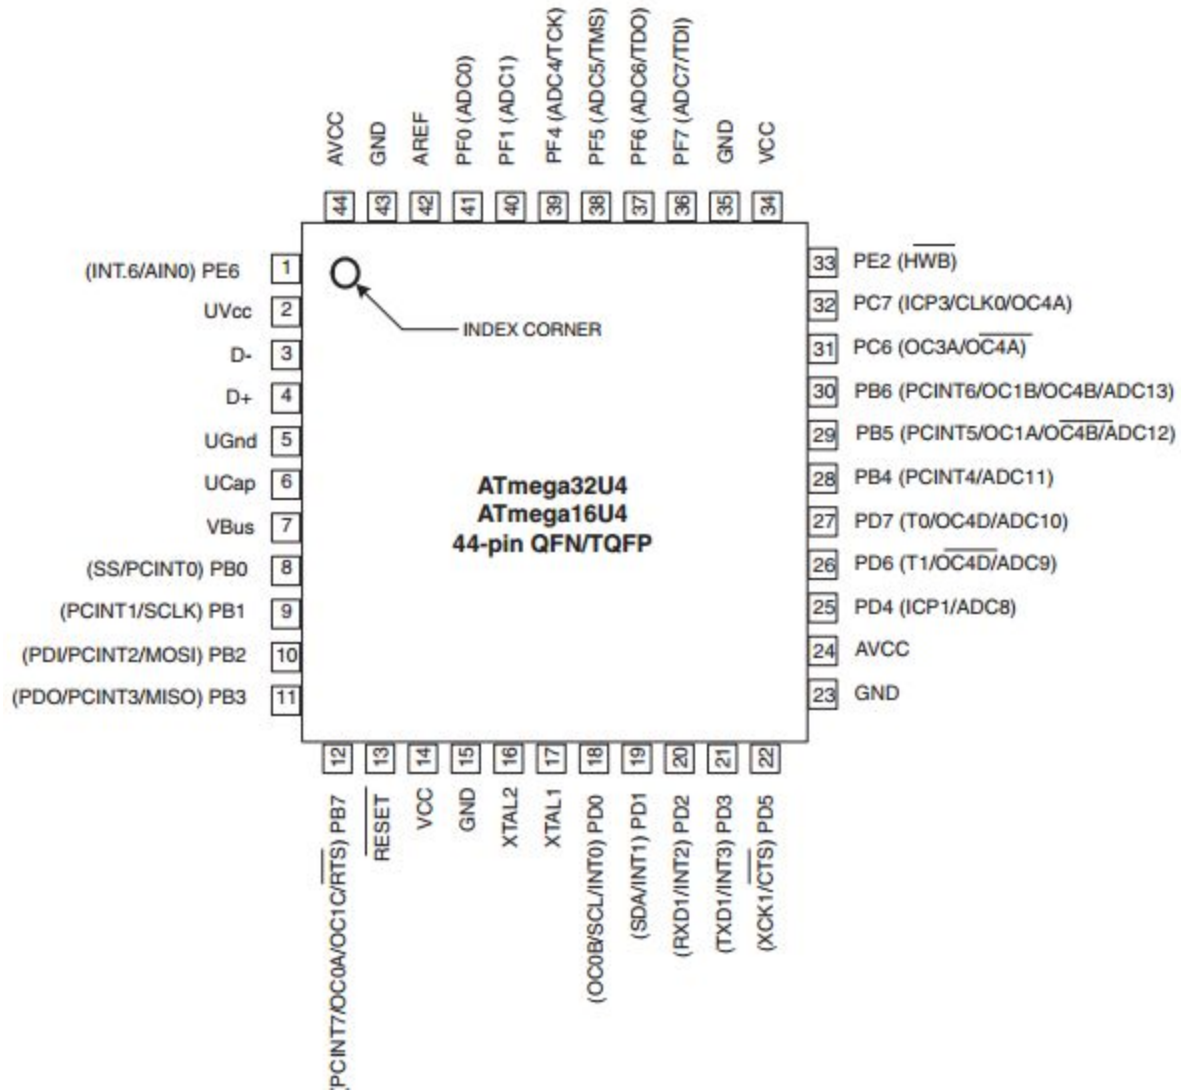 AVCC
GND
AREF
PF0 (ADC0)
PF1 (ADC1)
PF4 (ADC4/TCK)
PF5 (ADC5/TMS)
PF6 (ADC6/TDO)
PF7 (ADC7/TDI)
GND
VCC
44
43
42
41
40
39
38
37
36
35
34
(INT.6/AIN0) PE6 1
UVcc 2
D- 3
D+ 4
UGnd 5
UCap 6
VBus 7
(SS/PCINT0) PB0 8
(PCINT1/SCLK) PB1 9
(PDI/PCINT2/MOSI) PB2 10
(PDO/PCINT3/MISO) PB3 11
INDEX CORNER
ATmega32U4
ATmega16U4
44-pin QFN/TQFP
33 PE2 (HWB)
32 PC7 (ICP3/CLK0/OC4A)
31 PC6 (OC3A/OC4A)
30 PB6 (PCINT6/OC1B/OC4B/ADC13)
29 PB5 (PCINT5/OC1A/OC4B/ADC12)
28 PB4 (PCINT4/ADC11)
27 PD7 (T0/OC4D/ADC10)
26 PD6 (T1/OC4D/ADC9)
25 PD4 (ICP1/ADC8)
24 AVCC
23 GND
12
13
14
15
16
17
18
19
20
21
22
(PCINT7/OC0A/OC1C/RTS) PB7
RESET
VCC
GND
XTAL2
XTAL1
(OC0B/SCL/INT0) PD0
(SDA/INT1) PD1
(RXD1/INT2) PD2
(TXD1/INT3) PD3
(XCK1/CTS) PD5